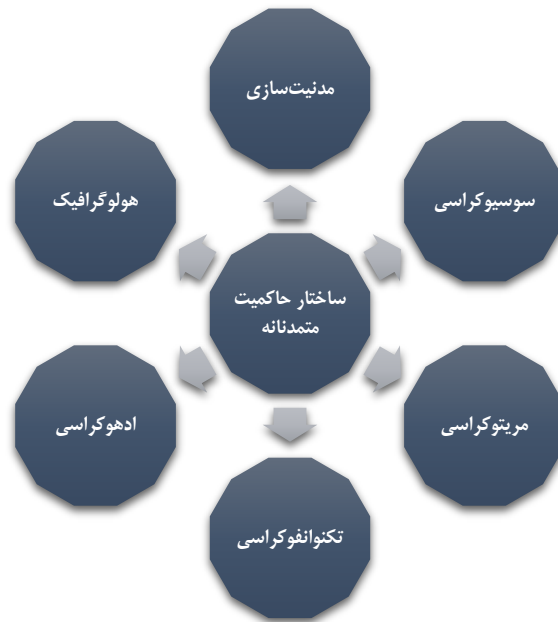 مدنیت‌سازی
سوسیوکراسی
هولوگرافیک
ساختار حاکمیت
متمدنانه
مریتوکراسی
ادهوکراسی
تکنوانفوکراسی